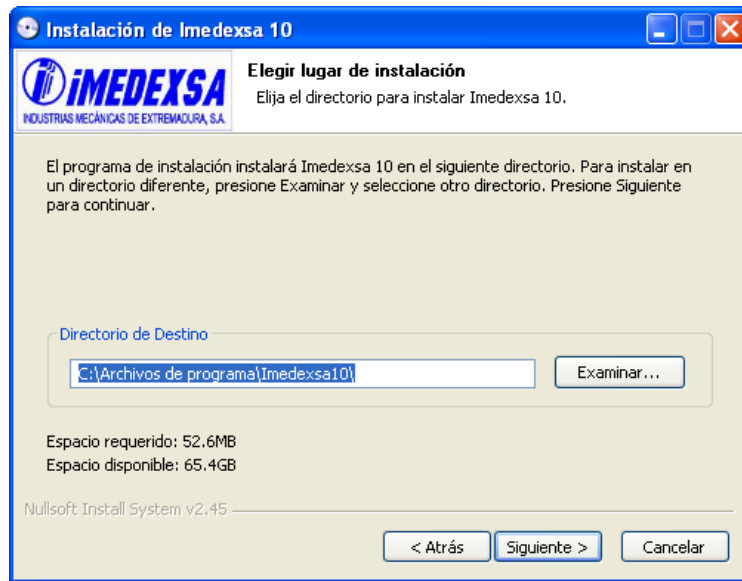 Instalación de Imedexsa 10
iMEDEXSA
INDUSTRIAS MECÁNICAS DE EXTREMADURA, S.A.
Elegir lugar de instalación
Elija el directorio para instalar Imedexsa 10.
El programa de instalación instalará Imedexsa 10 en el siguiente directorio. Para instalar en
un directorio diferente, presione Examinar y seleccione otro directorio. Presione Siguiente
para continuar.
Directorio de Destino
C:\Archivos de programa\Imedexsa10\
Examinar...
Espacio requerido: 52.6MB
Espacio disponible: 65.4GB
Nullsoft Install System v2.45
< Atrás
Siguiente >
Cancelar